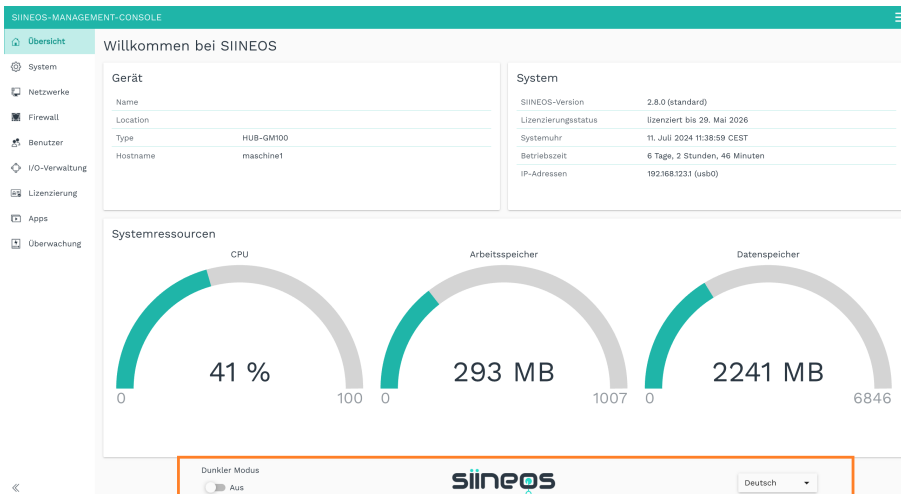 SIINEOS-MANAGEMENT-CONSOLE
Übersicht
System
Netzwerke
Firewall
Benutzer
I/O-Verwaltung
Lizenzierung
Apps
Überwachung
Willkommen bei SIINEOS
Gerät
Name
Location
Type HUB-GM100
Hostname maschine1
System
SIINEOS-Version 2.8.0 (standard)
Lizenzierungsstatus lizenziert bis 29. Mai 2026
Systemuhr 11. Juli 2024 11:38:59 CEST
Betriebszeit 6 Tage, 2 Stunden, 46 Minuten
IP-Adressen 192.168.123.1 (usb0)
Systemressourcen
CPU
41 %
0 100
Arbeitsspeicher
293 MB
0 1007
Datenspeicher
2241 MB
0 6846
Dunkler Modus
Aus
siineos
Deutsch